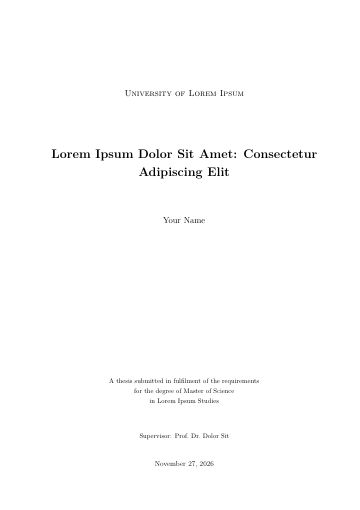 University of Lorem Ipsum
Lorem Ipsum Dolor Sit Amet: Consectetur
Adipiscing Elit
Your Name
A thesis submitted in fulfilment of the requirements
for the degree of Master of Science
in Lorem Ipsum Studies
Supervisor: Prof. Dr. Dolor Sit
November 27, 2026